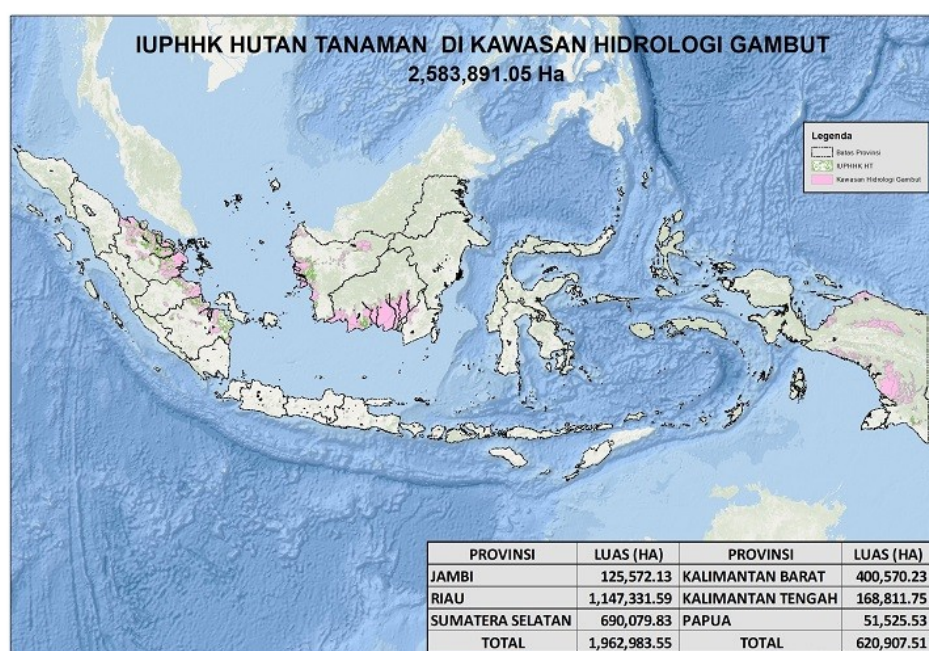 IUPHHK HUTAN TANAMAN DI KAWASAN HIDROLOGI GAMBUT
2,583,891.05 Ha
Legenda
Batas Provinsi
IUPHHK HT
Kawasan Hidrologi Gambut
PROVINSI LUAS (HA) PROVINSI LUAS (HA)
JAMBI 125,572.13 KALIMANTAN BARAT 400,570.23
RIAU 1,147,331.59 KALIMANTAN TENGAH 168,811.75
SUMATERA SELATAN 690,079.83 PAPUA 51,525.53
TOTAL 1,962,983.55 TOTAL 620,907.51